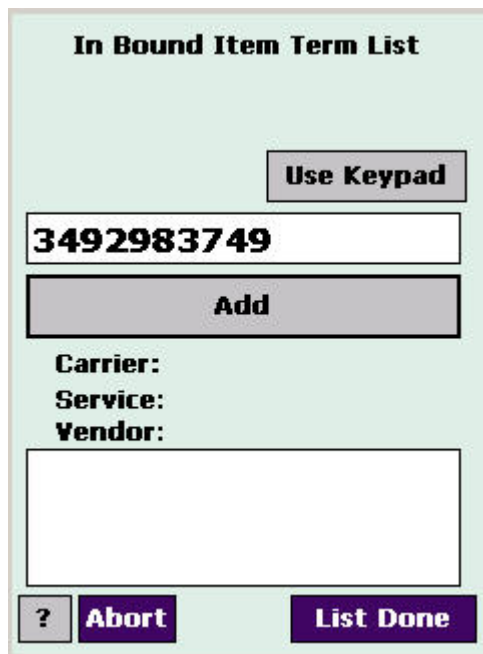 In Bound Item Term List
Use Keypad
3492983749
Add
Carrier:
Service:
Vendor:
? Abort List Done